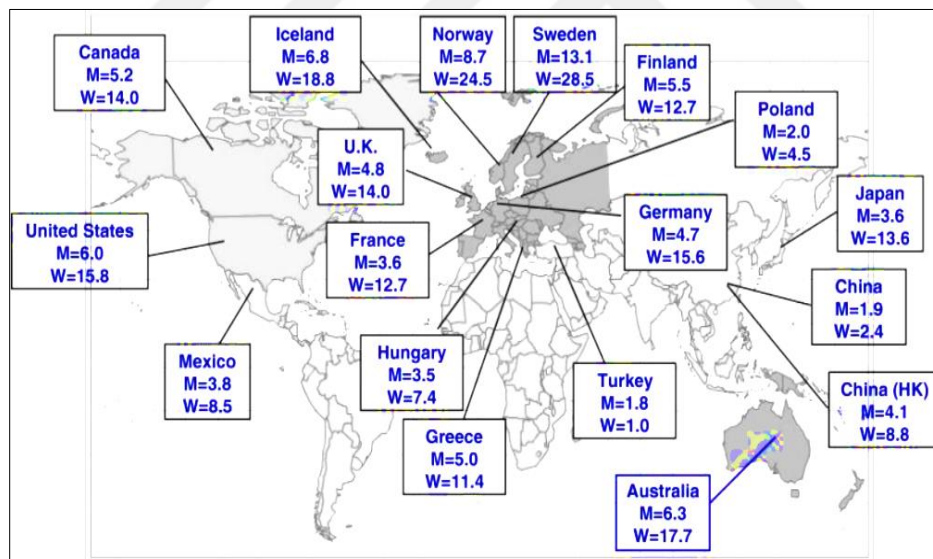 Canada
M=5.2
W=14.0
Iceland
M=6.8
W=18.8
Norway
M=8.7
W=24.5
Sweden
M=13.1
W=28.5
Finland
M=5.5
W=12.7
Poland
M=2.0
W=4.5
U.K.
M=4.8
W=14.0
Japan
M=3.6
W=13.6
Germany
M=4.7
W=15.6
United States
M=6.0
W=15.8
France
M=3.6
W=12.7
China
M=1.9
W=2.4
Mexico
M=3.8
W=8.5
Hungary
M=3.5
W=7.4
Turkey
M=1.8
W=1.0
China (HK)
M=4.1
W=8.8
Greece
M=5.0
W=11.4
Australia
M=6.3
W=17.7